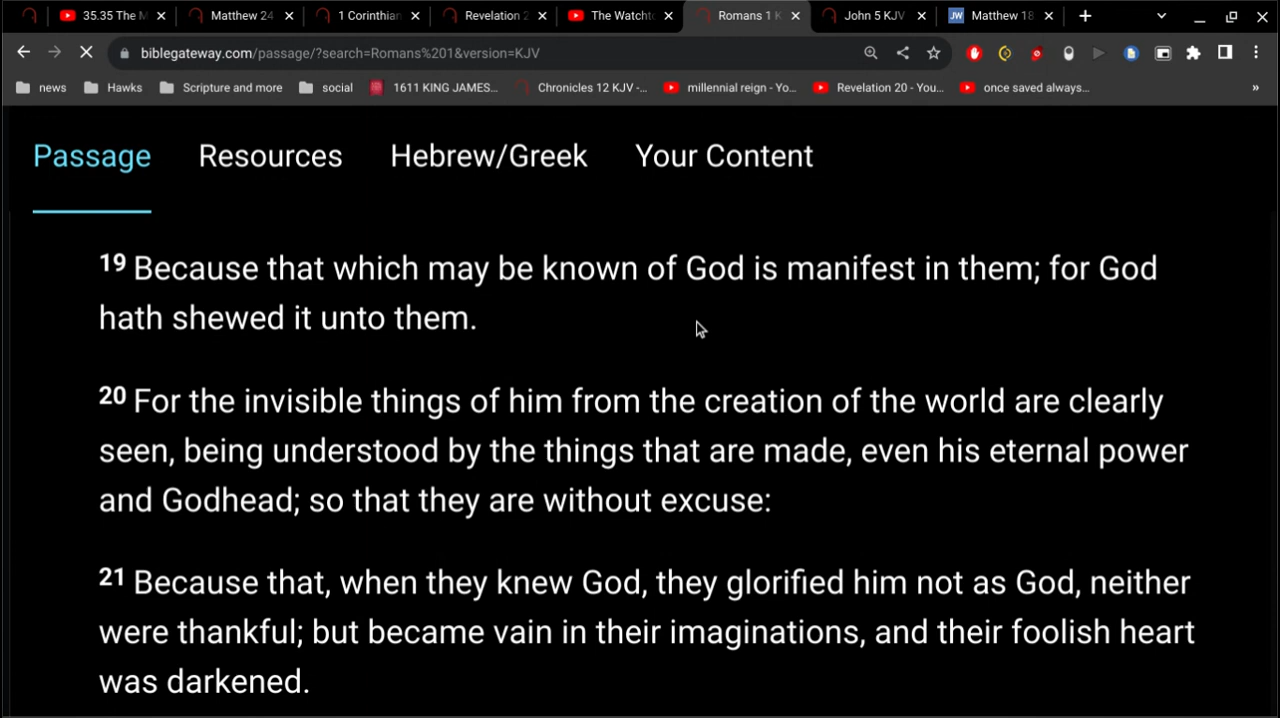 35.35 The M
Matthew 24
1 Corinthian
Revelation 2
The Watcht
Romans 1 K
John 5 KJV
JW Matthew 18
biblegateway.com/passage/?search=Romans%201&version=KJV
news Hawks Scripture and more social 1611 KING JAMES... Chronicles 12 KJV -... millennial reign - Yo... Revelation 20 - You... once saved always... »
Passage Resources Hebrew/Greek Your Content
19 Because that which may be known of God is manifest in them; for God
hath shewed it unto them.
20 For the invisible things of him from the creation of the world are clearly
seen, being understood by the things that are made, even his eternal power
and Godhead; so that they are without excuse:
21 Because that, when they knew God, they glorified him not as God, neither
were thankful; but became vain in their imaginations, and their foolish heart
was darkened.